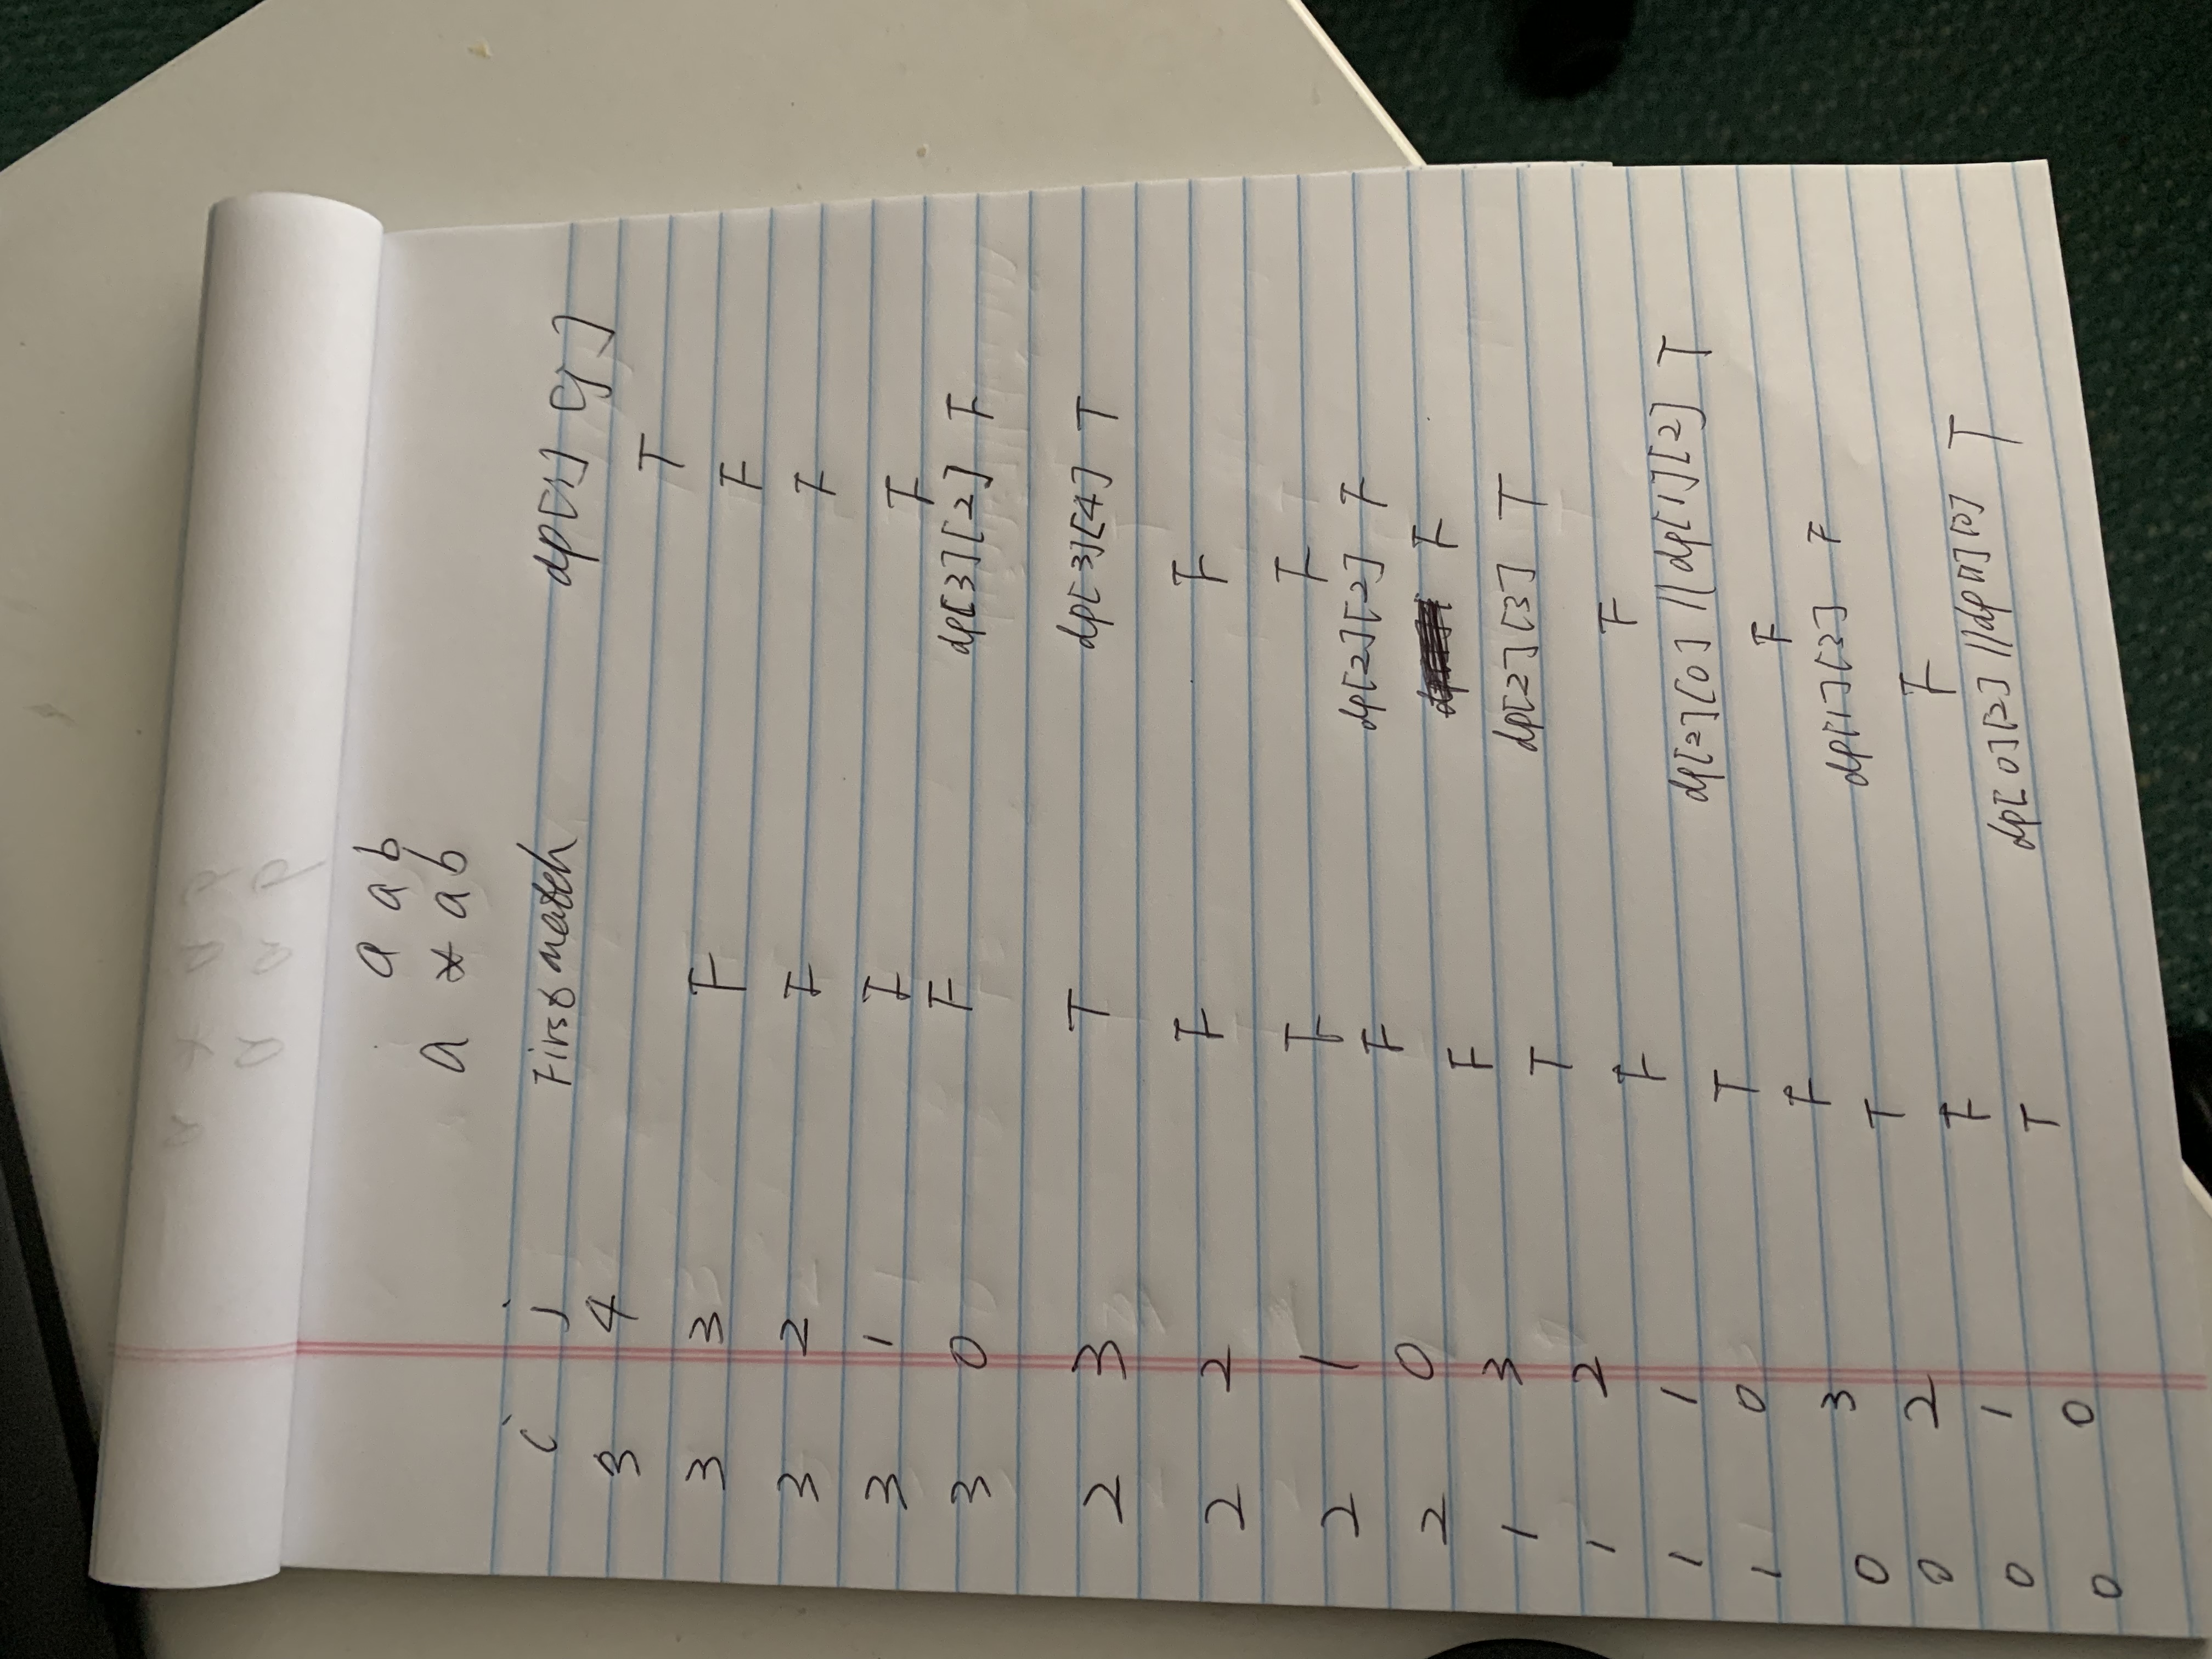 a a b
a * a b
i j First match dp[i] [j]
3 4 T
3 3 F F
3 2 F F
3 1 F F
3 0 F dp[3][2] F
2 3 T dp[3][4] T
2 2 F F
2 1 F F
2 0 F dp[2][2] F
1 3 F F
1 2 T dp[2][3] T
1 1 F F
1 0 T dp[2][0] || dp[1][2] T
0 3 F F
0 2 T dp[1][3] F
0 1 F F
0 0 T dp[0][2] || dp[1][0] T